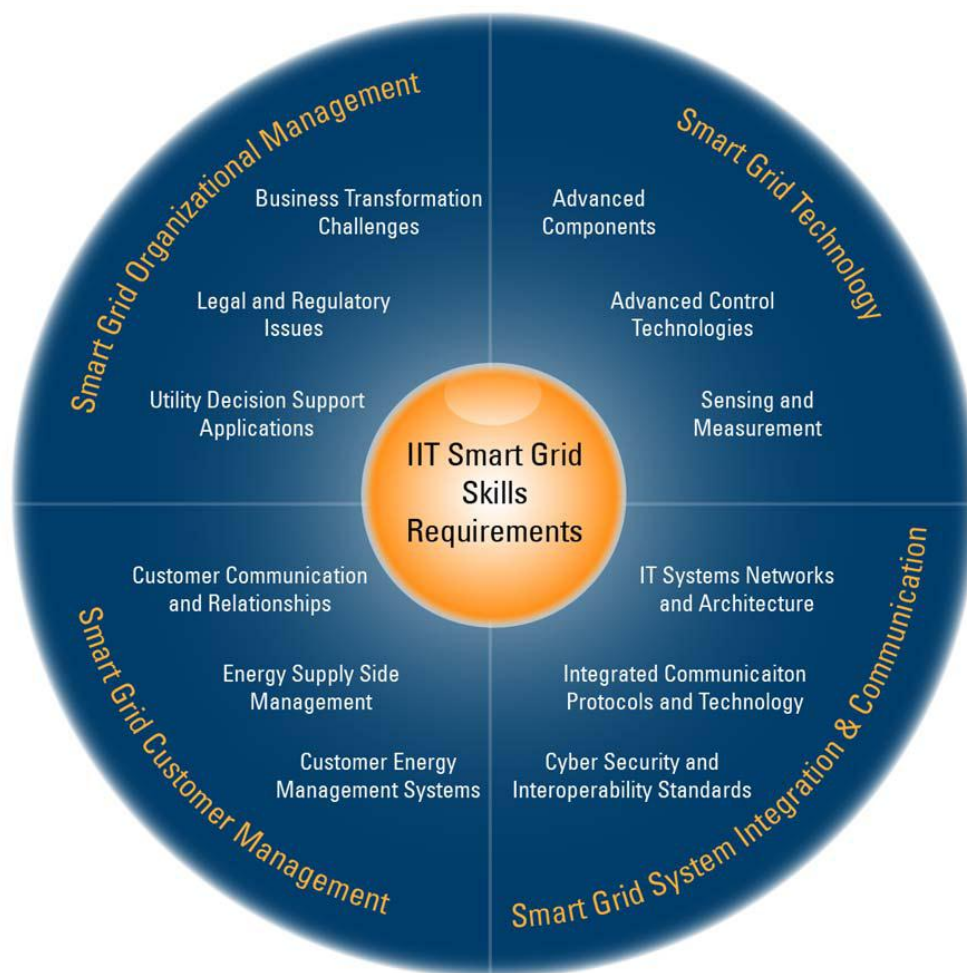 Smart Grid Organizational Management
Business Transformation
Challenges
Legal and Regulatory
Issues
Utility Decision Support
Applications
Smart Grid Technology
Advanced
Components
Advanced Control
Technologies
Sensing and
Measurement
IIT Smart Grid
Skills
Requirements
Smart Grid Customer Management
Customer Communication
and Relationships
Energy Supply Side
Management
Customer Energy
Management Systems
Smart Grid System Integration & Communication
IT Systems Networks
and Architecture
Integrated Communicaiton
Protocols and Technology
Cyber Security and
Interoperability Standards